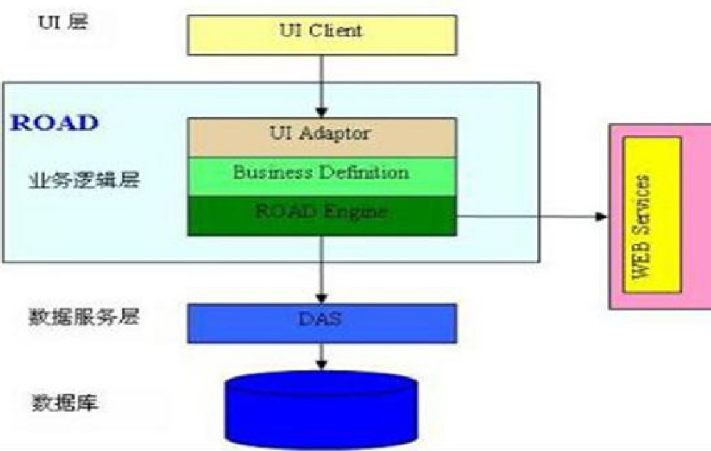 UI 层
UI Client
ROAD
UI Adaptor
业务逻辑层
Business Definition
ROAD Engine
WEB Services
数据服务层
DAS
数据库